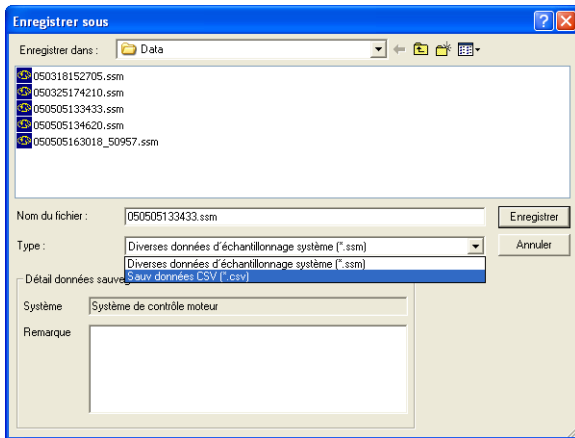 Enregistrer sous
Enregistrer dans :
Data
050318152705.ssm
050325174210.ssm
050505133433.ssm
050505134620.ssm
050505163018_50957.ssm
Nom du fichier :
050505133433.ssm
Enregistrer
Type :
Diverses données d'échantillonnage système (*.ssm)
Annuler
Diverses données d'échantillonnage système (*.ssm)
Sauv données CSV (*.csv)
Détail données sauve
Système
Système de contrôle moteur
Remarque